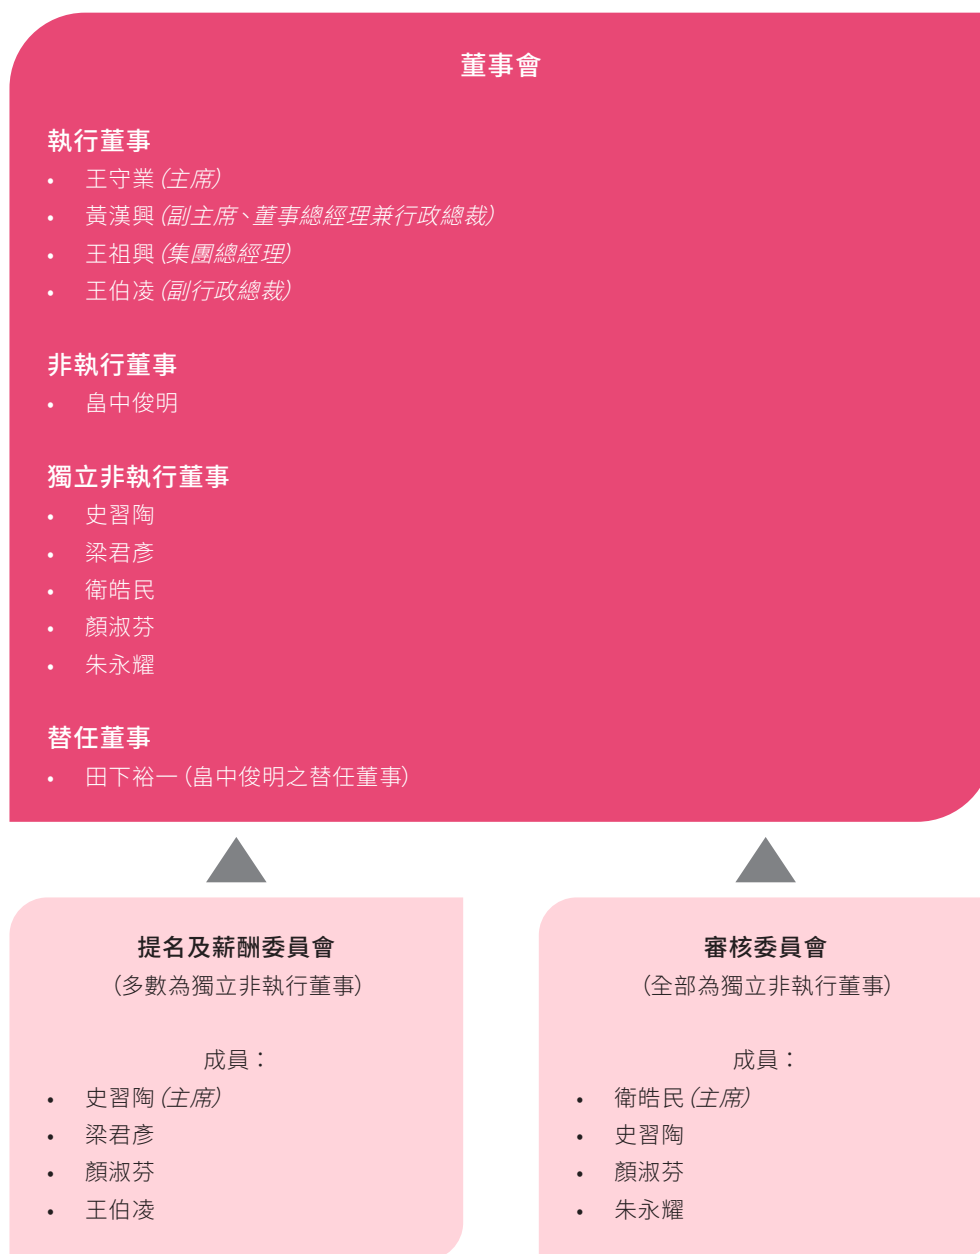 董事會
執行董事
• 王守業(主席)
• 黃漢興(副主席、董事總經理兼行政總裁)
• 王祖興(集團總經理)
• 王伯凌(副行政總裁)
非執行董事
• 畠中俊明
獨立非執行董事
• 史習陶
• 梁君彥
• 衛皓民
• 顏淑芬
• 朱永耀
替任董事
• 田下裕一(畠中俊明之替任董事)
提名及薪酬委員會
(多數為獨立非執行董事)
成員：
• 史習陶(主席)
• 梁君彥
• 顏淑芬
• 王伯凌
審核委員會
(全部為獨立非執行董事)
成員：
• 衛皓民(主席)
• 史習陶
• 顏淑芬
• 朱永耀